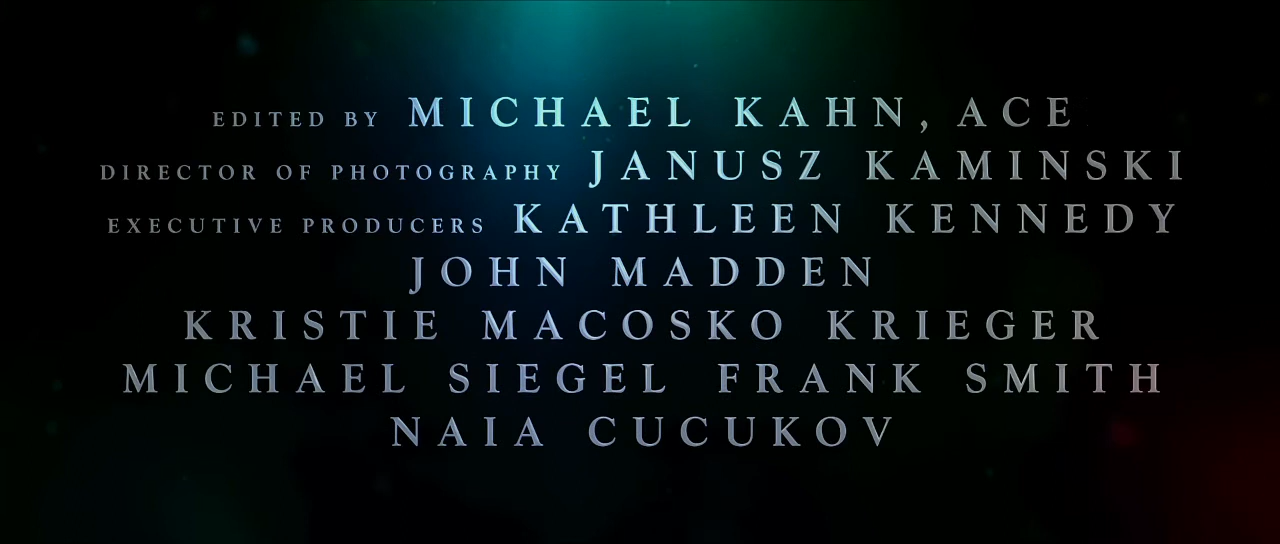 EDITED BY MICHAEL KAHN, ACE
DIRECTOR OF PHOTOGRAPHY JANUSZ KAMINSKI
EXECUTIVE PRODUCERS KATHLEEN KENNEDY
JOHN MADDEN
KRISTIE MACOSKO KRIEGER
MICHAEL SIEGEL FRANK SMITH
NAIA CUCUKOV